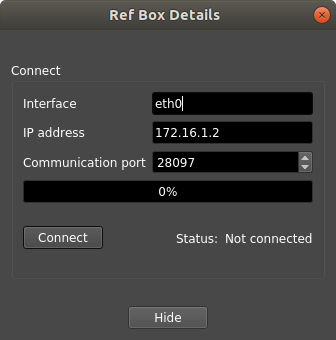 Ref Box Details
Connect
Interface eth0
IP address 172.16.1.2
Communication port 28097
0%
Connect Status: Not connected
Hide